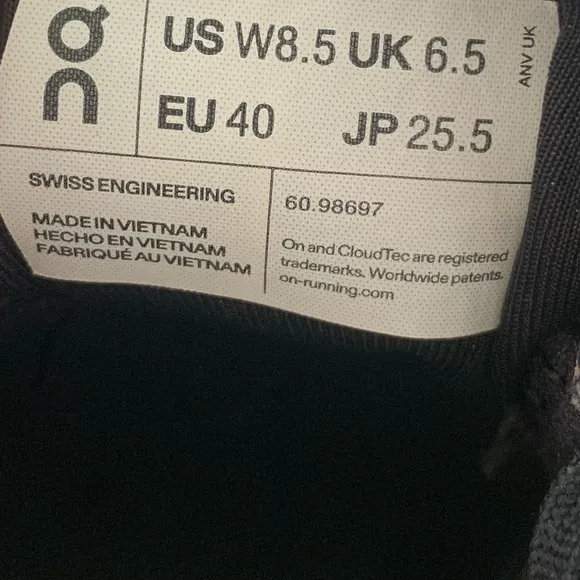 on
US W8.5 UK 6.5
EU 40 JP 25.5
ANV UK
SWISS ENGINEERING
MADE IN VIETNAM
HECHO EN VIETNAM
FABRIQUÉ AU VIETNAM
60.98697
On and CloudTec are registered
trademarks. Worldwide patents.
on-running.com